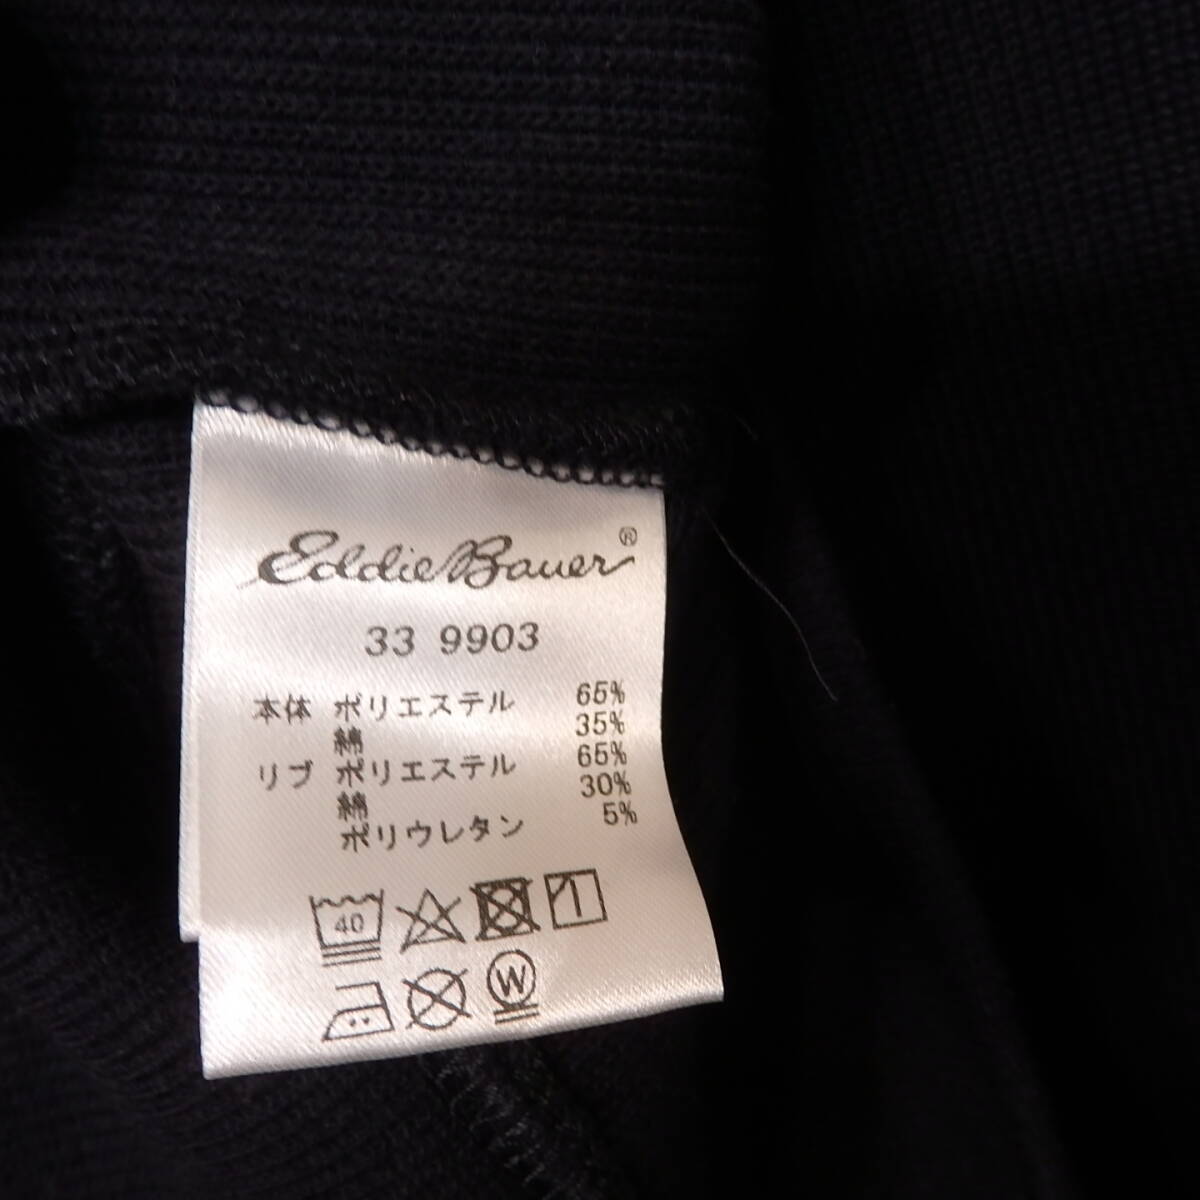 Eddie Bauer®
33 9903
本体 ポリエステル 65%
綿 35%
リブ ポリエステル 65%
綿 30%
ポリウレタン 5%
40
W